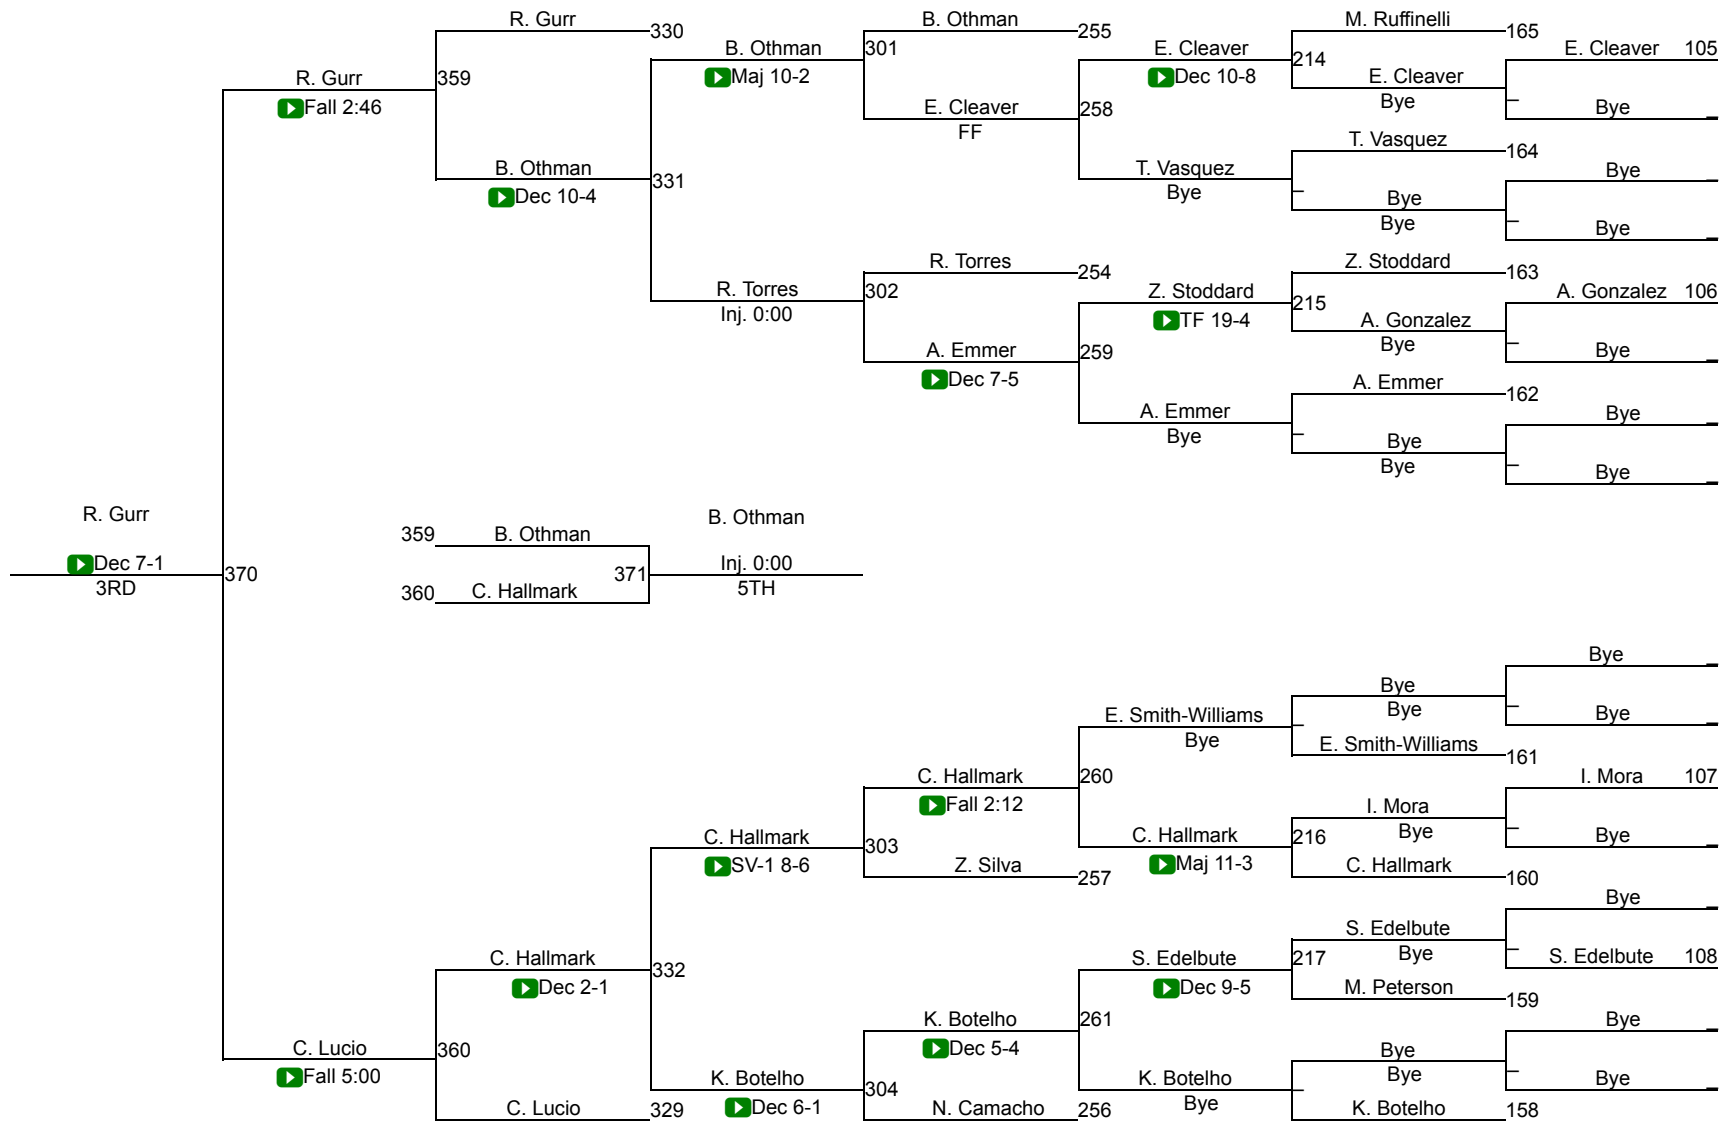 R. Gurr
330
B. Othman
255
M. Ruffinelli
165
E. Cleaver 105
B. Othman
301
E. Cleaver
214
R. Gurr
359
Maj 10-2
Dec 10-8
E. Cleaver
Bye
Bye
Fall 2:46
E. Cleaver
258
FF
T. Vasquez
164
B. Othman
331
T. Vasquez
Bye
Dec 10-4
Bye
Bye
Bye
Bye
R. Torres
254
Z. Stoddard
163
R. Torres
302
Z. Stoddard
215
A. Gonzalez 106
Inj. 0:00
TF 19-4
A. Gonzalez
Bye
Bye
A. Emmer
259
Dec 7-5
A. Emmer
162
A. Emmer
Bye
Bye
Bye
Bye
Bye
R. Gurr
Dec 7-1
3RD
370
359 B. Othman
360 C. Hallmark
371
B. Othman
Inj. 0:00
5TH
Bye
Bye
Bye
Bye
E. Smith-Williams
Bye
E. Smith-Williams
161
C. Hallmark
260
I. Mora 107
Fall 2:12
I. Mora
Bye
Bye
C. Hallmark
303
C. Hallmark
216
SV-1 8-6
Z. Silva
257
Maj 11-3
C. Hallmark
160
Bye
S. Edelbute
Bye
C. Hallmark
332
S. Edelbute
217
S. Edelbute 108
Dec 2-1
Dec 9-5
M. Peterson
159
K. Botelho
261
Bye
C. Lucio
360
Dec 5-4
Bye
Bye
Fall 5:00
K. Botelho
304
K. Botelho
Bye
Bye
C. Lucio
329
Dec 6-1
N. Camacho
256
K. Botelho
158